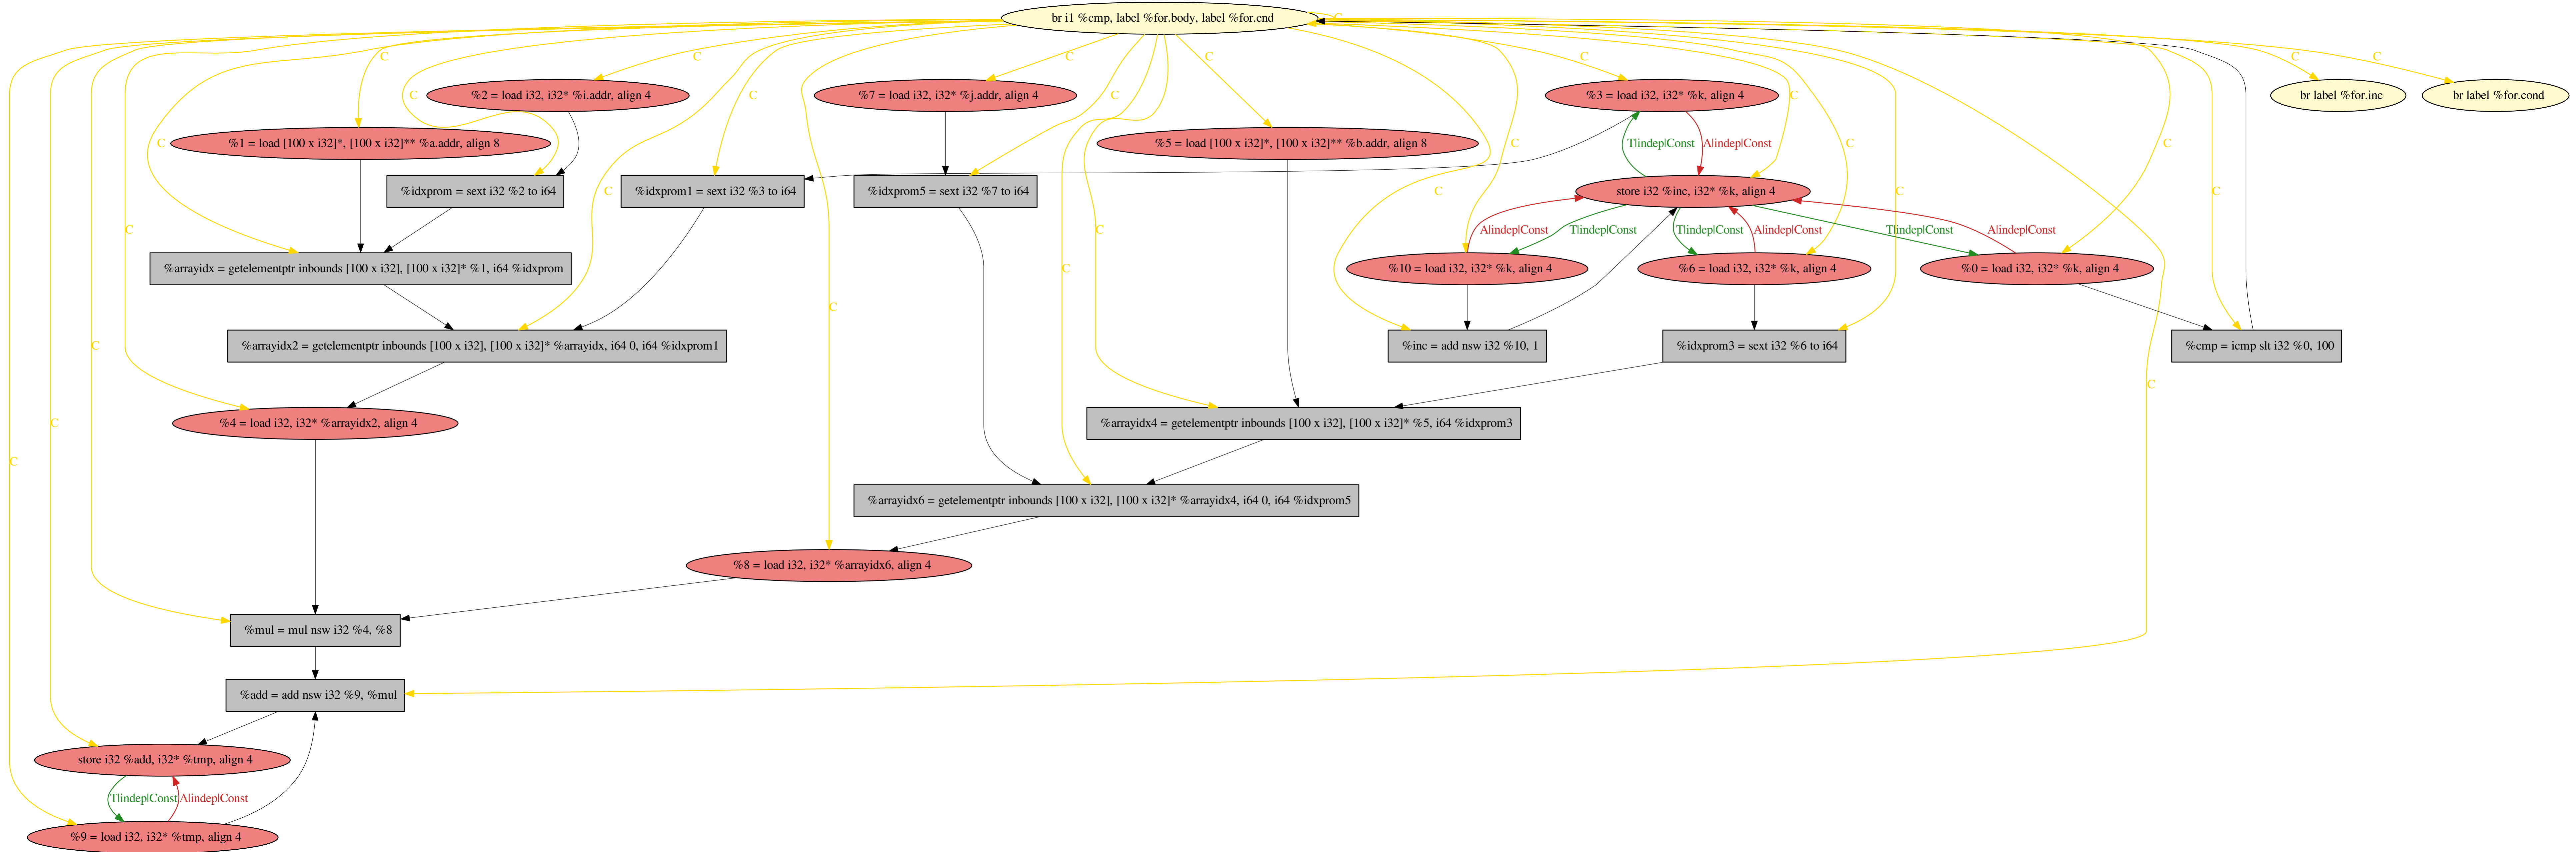 br i1 %cmp, label %for.body, label %for.end
C
C
C
C
C
C
C
C
C
%2 = load i32, i32* %i.addr, align 4
%7 = load i32, i32* %j.addr, align 4
%3 = load i32, i32* %k, align 4
br label %for.inc
br label %for.cond
C
C
C
C
%1 = load [100 x i32]*, [100 x i32]** %a.addr, align 8
%5 = load [100 x i32]*, [100 x i32]** %b.addr, align 8
C
T|indep|Const
A|indep|Const
C
C
%idxprom = sext i32 %2 to i64
%idxprom1 = sext i32 %3 to i64
%idxprom5 = sext i32 %7 to i64
store i32 %inc, i32* %k, align 4
C
C
C
C
C
C
A|indep|Const
T|indep|Const
T|indep|Const
A|indep|Const
T|indep|Const
A|indep|Const
%arrayidx = getelementptr inbounds [100 x i32], [100 x i32]* %1, i64 %idxprom
C
%10 = load i32, i32* %k, align 4
%6 = load i32, i32* %k, align 4
%0 = load i32, i32* %k, align 4
C
C
%arrayidx2 = getelementptr inbounds [100 x i32], [100 x i32]* %arrayidx, i64 0, i64 %idxprom1
%inc = add nsw i32 %10, 1
%idxprom3 = sext i32 %6 to i64
%cmp = icmp slt i32 %0, 100
C
C
%4 = load i32, i32* %arrayidx2, align 4
%arrayidx4 = getelementptr inbounds [100 x i32], [100 x i32]* %5, i64 %idxprom3
C
%arrayidx6 = getelementptr inbounds [100 x i32], [100 x i32]* %arrayidx4, i64 0, i64 %idxprom5
%8 = load i32, i32* %arrayidx6, align 4
%mul = mul nsw i32 %4, %8
%add = add nsw i32 %9, %mul
store i32 %add, i32* %tmp, align 4
T|indep|Const
A|indep|Const
%9 = load i32, i32* %tmp, align 4